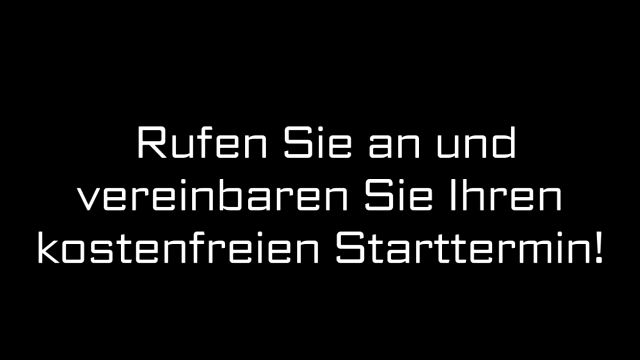 Rufen Sie an und
vereinbaren Sie Ihren
kostenfreien Starttermin!